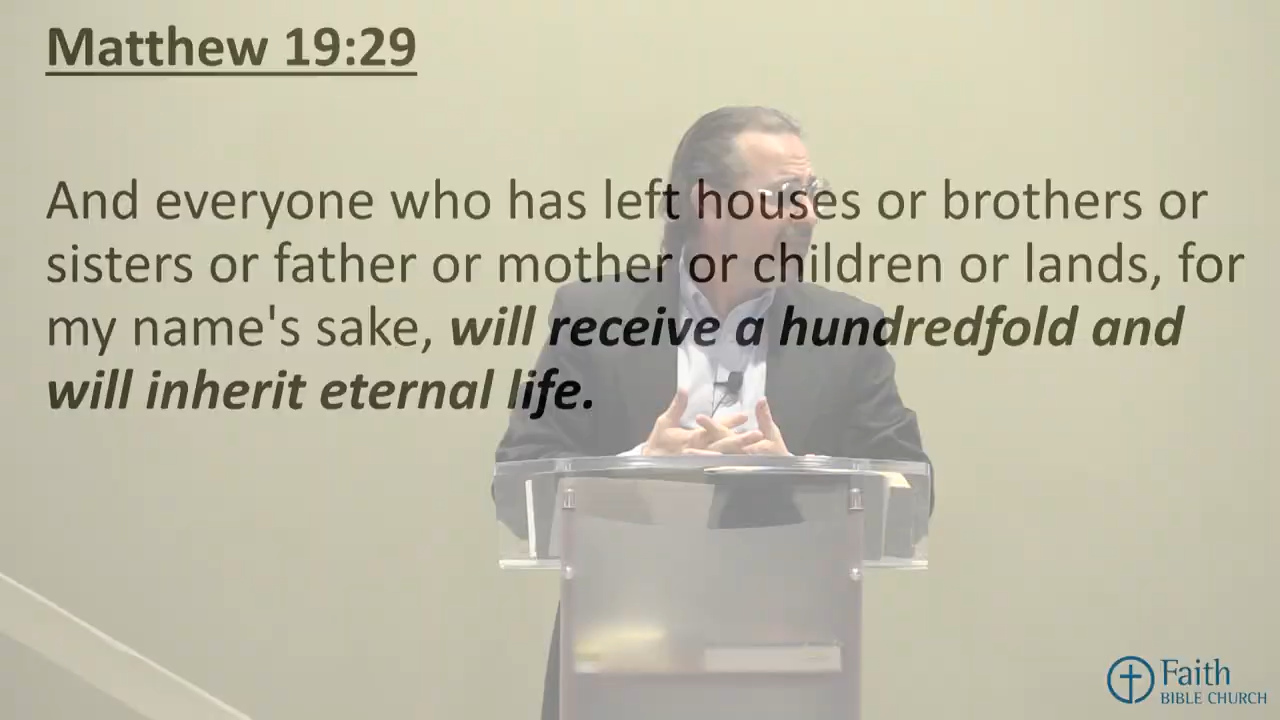 Matthew 19:29
And everyone who has left houses or brothers or
sisters or father or mother or children or lands, for
my name's sake, will receive a hundredfold and
will inherit eternal life.
Faith
BIBLE CHURCH